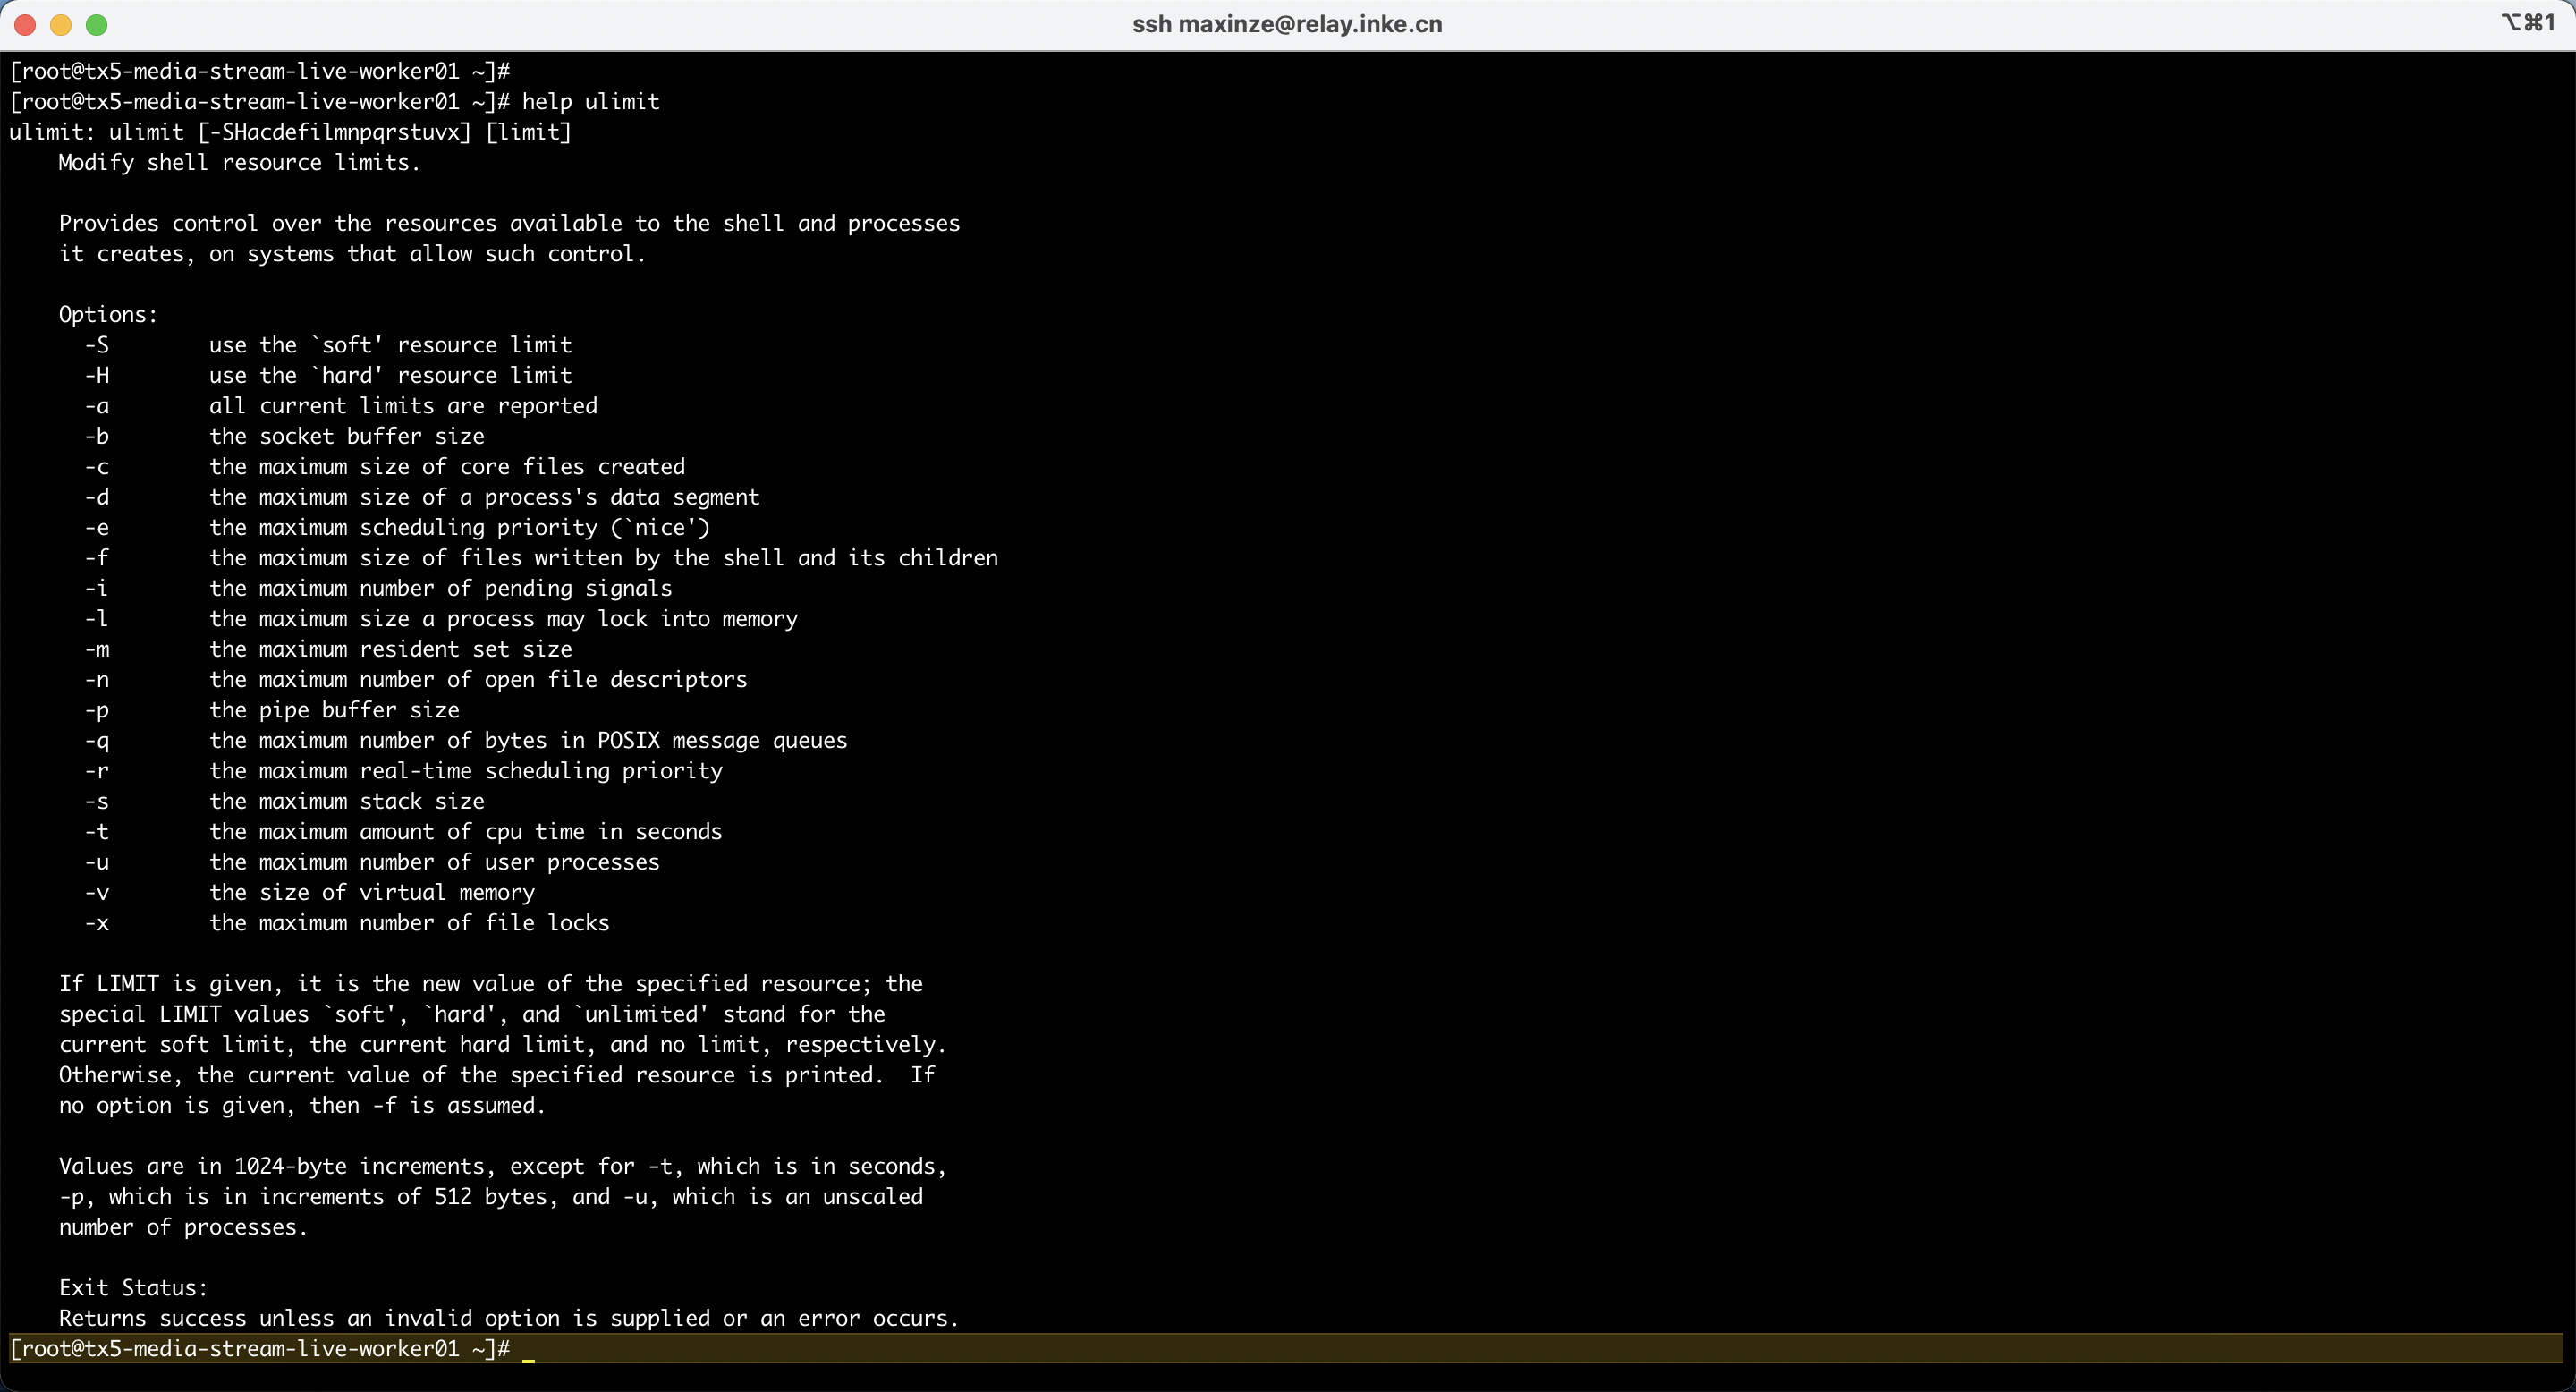 ssh maxinze@relay.inke.cn
⌥⌘1
[root@tx5-media-stream-live-worker01 ~]#
[root@tx5-media-stream-live-worker01 ~]# help ulimit
ulimit: ulimit [-SHacdefilmnpqrstuvx] [limit]
    Modify shell resource limits.

    Provides control over the resources available to the shell and processes
    it creates, on systems that allow such control.

    Options:
      -S        use the `soft' resource limit
      -H        use the `hard' resource limit
      -a        all current limits are reported
      -b        the socket buffer size
      -c        the maximum size of core files created
      -d        the maximum size of a process's data segment
      -e        the maximum scheduling priority (`nice')
      -f        the maximum size of files written by the shell and its children
      -i        the maximum number of pending signals
      -l        the maximum size a process may lock into memory
      -m        the maximum resident set size
      -n        the maximum number of open file descriptors
      -p        the pipe buffer size
      -q        the maximum number of bytes in POSIX message queues
      -r        the maximum real-time scheduling priority
      -s        the maximum stack size
      -t        the maximum amount of cpu time in seconds
      -u        the maximum number of user processes
      -v        the size of virtual memory
      -x        the maximum number of file locks

    If LIMIT is given, it is the new value of the specified resource; the
    special LIMIT values `soft', `hard', and `unlimited' stand for the
    current soft limit, the current hard limit, and no limit, respectively.
    Otherwise, the current value of the specified resource is printed.  If
    no option is given, then -f is assumed.

    Values are in 1024-byte increments, except for -t, which is in seconds,
    -p, which is in increments of 512 bytes, and -u, which is an unscaled
    number of processes.

    Exit Status:
    Returns success unless an invalid option is supplied or an error occurs.
[root@tx5-media-stream-live-worker01 ~]#